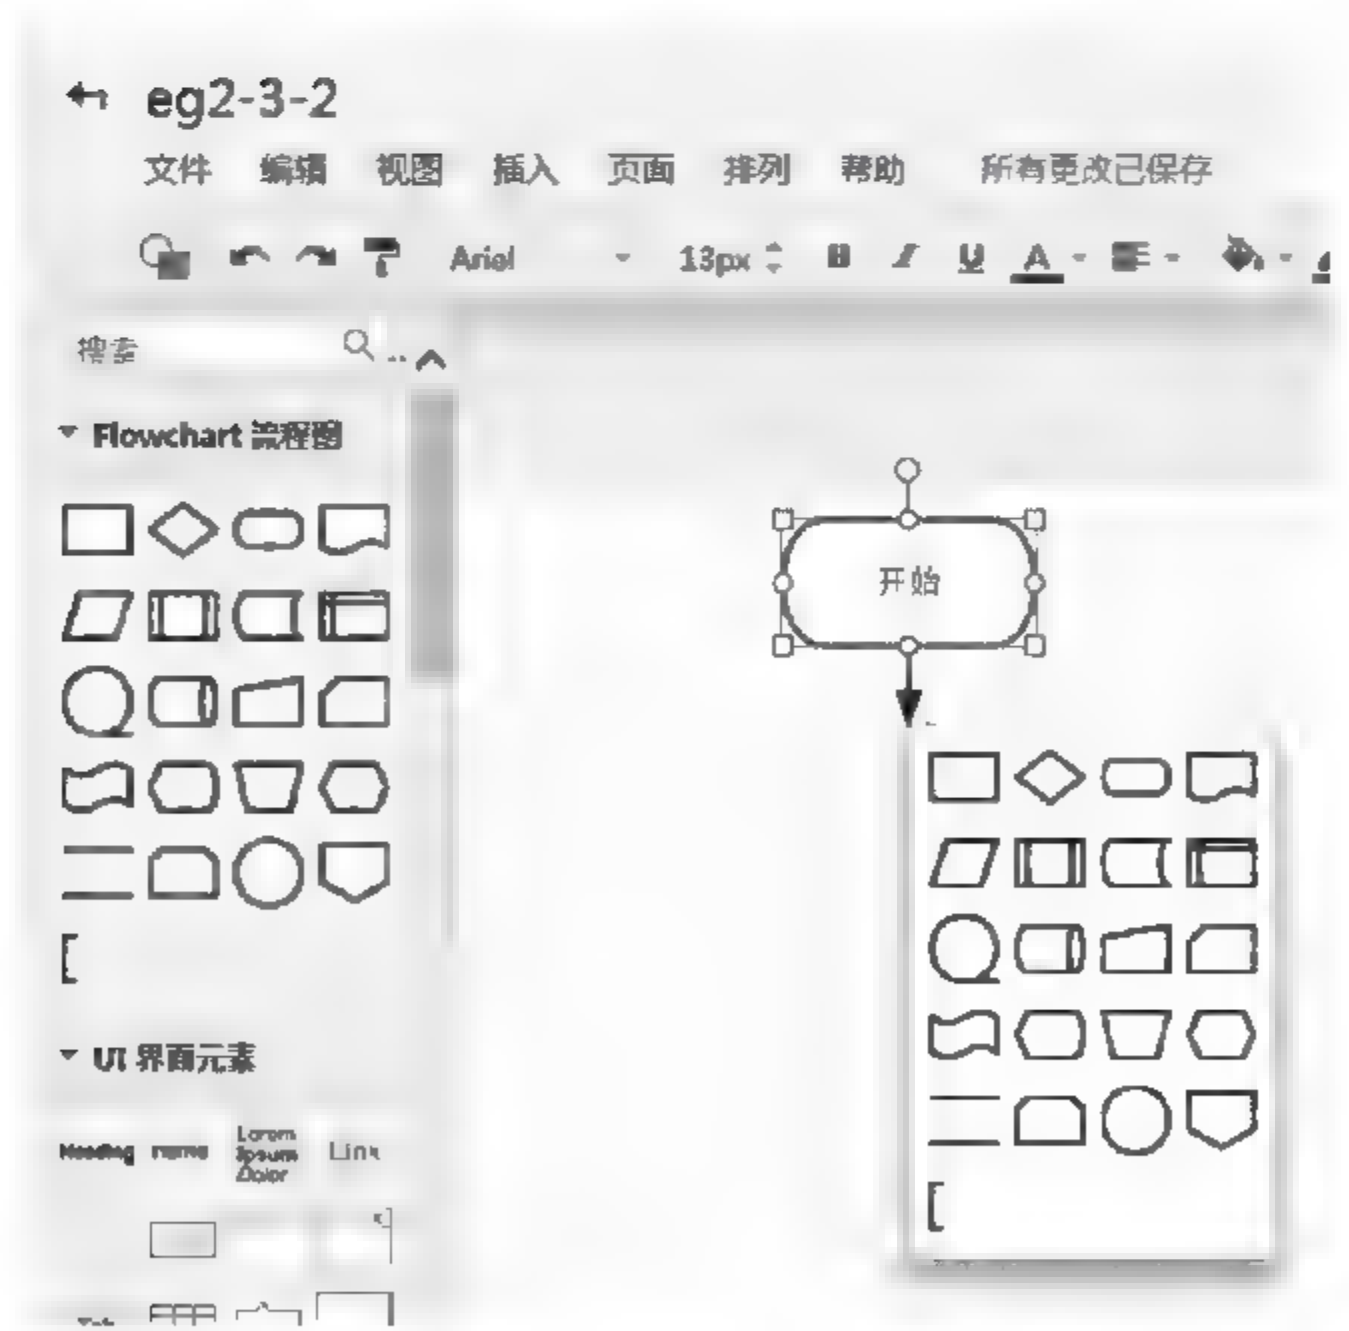 eg2-3-2
文件 编辑 视图 插入 页面 排列 帮助 所有更改已保存
Arial 13px B I U A
搜索
Flowchart 流程图
开始
UI 界面元素
Heading
Lorem
Ipsum
Dolor
Link